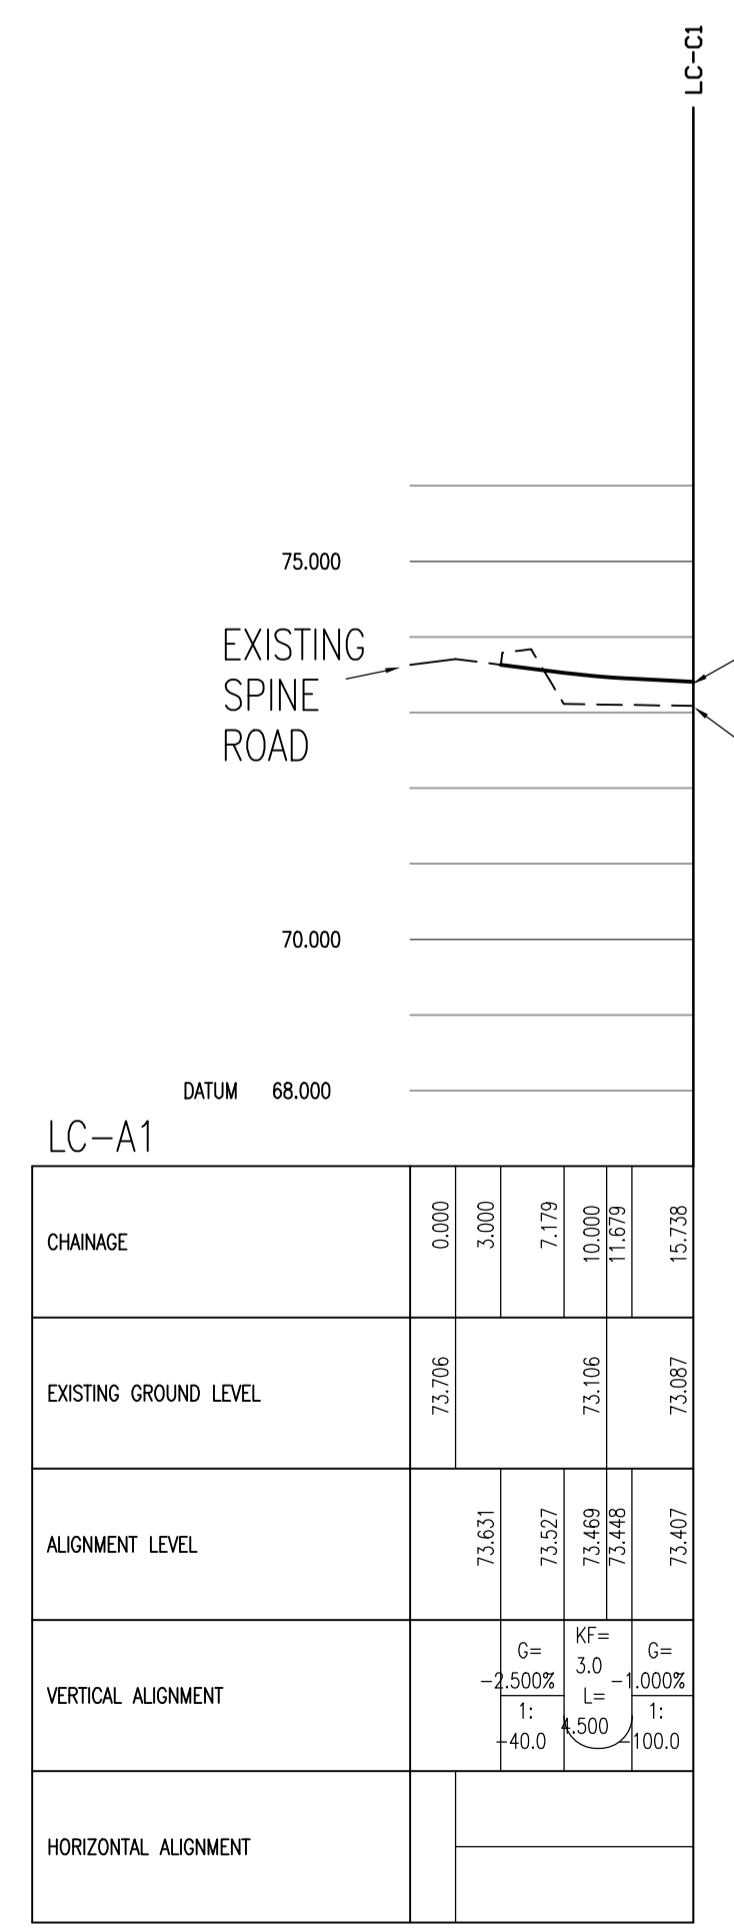 LC-C1
75.000
EXISTING
SPINE
ROAD
70.000
DATUM 68.000
LC-A1
CHAINAGE 0.000 3.000 7.179 10.000 11.679 15.738
EXISTING GROUND LEVEL 73.706 73.106 73.087
ALIGNMENT LEVEL 73.631 73.527 73.469 73.448 73.407
VERTICAL ALIGNMENT
G=
-2.500%
1:
-40.0
KF=
3.0
L=
4.500
G=
-1.000%
1:
-100.0
HORIZONTAL ALIGNMENT